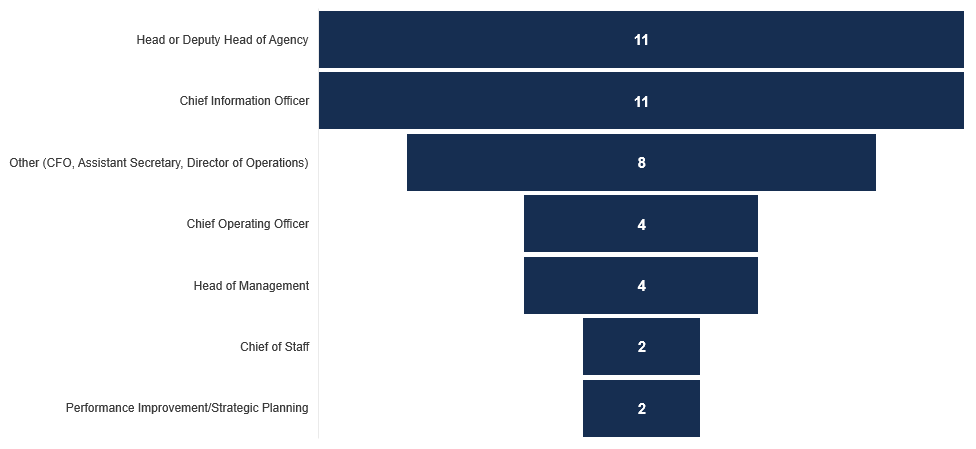 Head or Deputy Head of Agency 11
Chief Information Officer 11
Other (CFO, Assistant Secretary, Director of Operations) 8
Chief Operating Officer 4
Head of Management 4
Chief of Staff 2
Performance Improvement/Strategic Planning 2